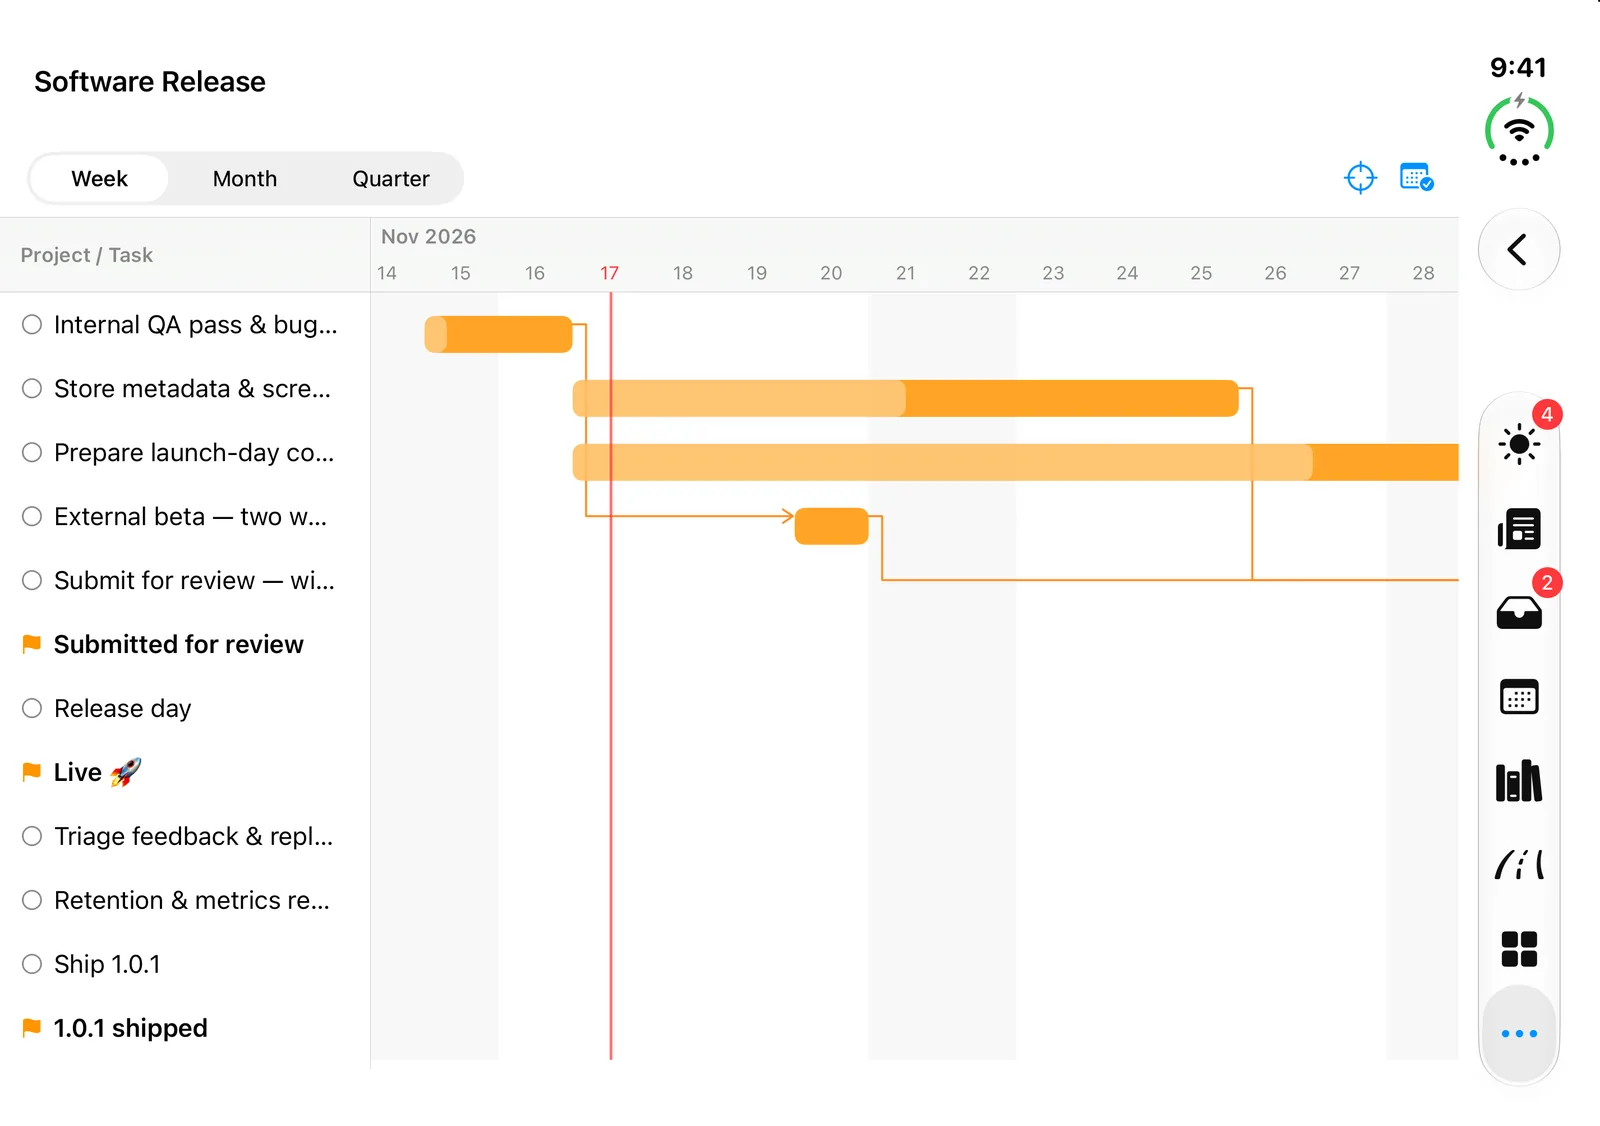 9:41
Software Release
Week Month Quarter
Project / Task
Nov 2026
14 15 16 17 18 19 20 21 22 23 24 25 26 27 28
Internal QA pass & bug...
Store metadata & scre...
Prepare launch-day co...
External beta — two w...
Submit for review — wi...
Submitted for review
Release day
Live 🚀
Triage feedback & repl...
Retention & metrics re...
Ship 1.0.1
1.0.1 shipped
4
2